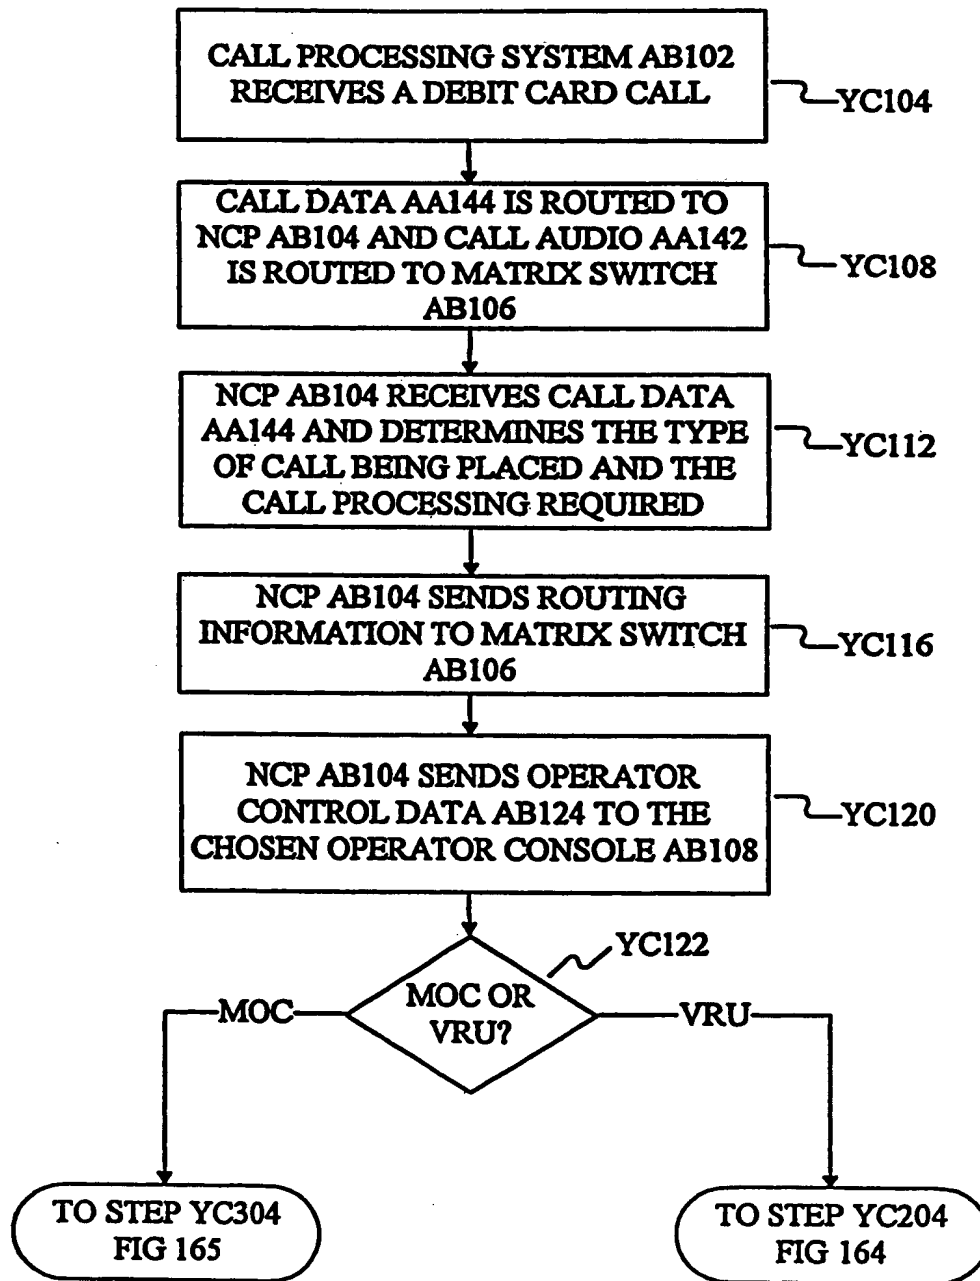 CALL PROCESSING SYSTEM AB102
RECEIVES A DEBIT CARD CALL
YC104
CALL DATA AA144 IS ROUTED TO
NCP AB104 AND CALL AUDIO AA142
IS ROUTED TO MATRIX SWITCH
AB106
YC108
NCP AB104 RECEIVES CALL DATA
AA144 AND DETERMINES THE TYPE
OF CALL BEING PLACED AND THE
CALL PROCESSING REQUIRED
YC112
NCP AB104 SENDS ROUTING
INFORMATION TO MATRIX SWITCH
AB106
YC116
NCP AB104 SENDS OPERATOR
CONTROL DATA AB124 TO THE
CHOSEN OPERATOR CONSOLE AB108
YC120
YC122
MOC OR
VRU?
MOC
VRU
TO STEP YC304
FIG 165
TO STEP YC204
FIG 164